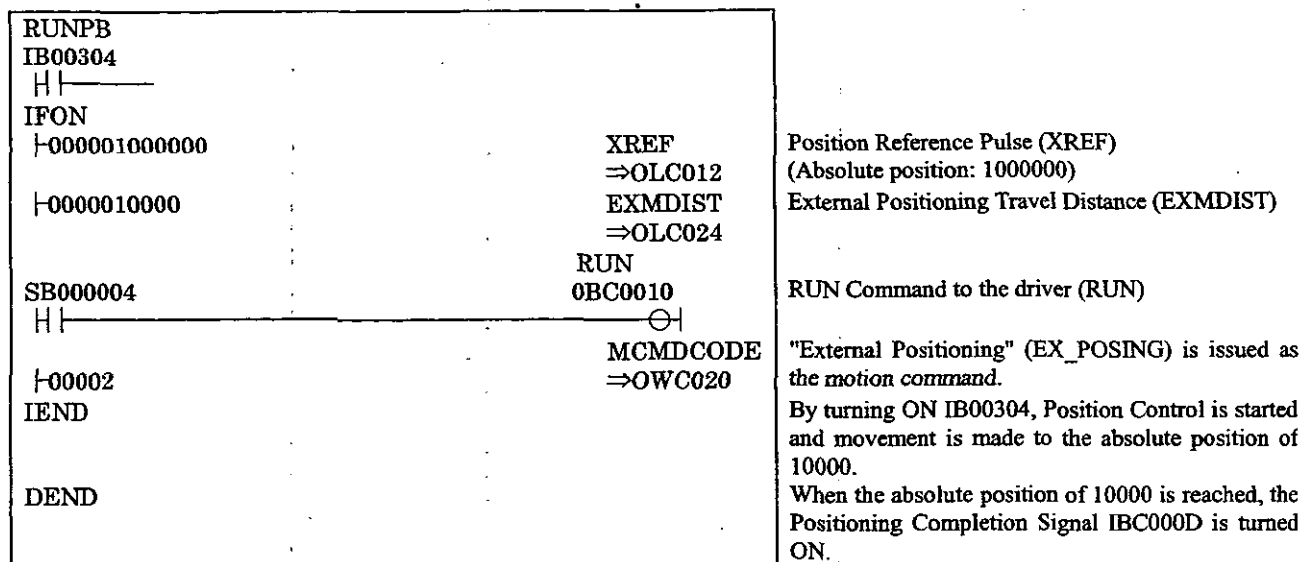 RUNPB
IB00304
IFON
000001000000 XREF Position Reference Pulse (XREF)
⇒OLC012 (Absolute position: 1000000)
0000010000 EXMDIST External Positioning Travel Distance (EXMDIST)
⇒OLC024
RUN
SB000004 0BC0010 RUN Command to the driver (RUN)
MCMDCODE "External Positioning" (EX_POSING) is issued as
00002 ⇒OWC020 the motion command.
IEND By turning ON IB00304, Position Control is started
and movement is made to the absolute position of
10000.
DEND When the absolute position of 10000 is reached, the
Positioning Completion Signal IBC000D is turned
ON.